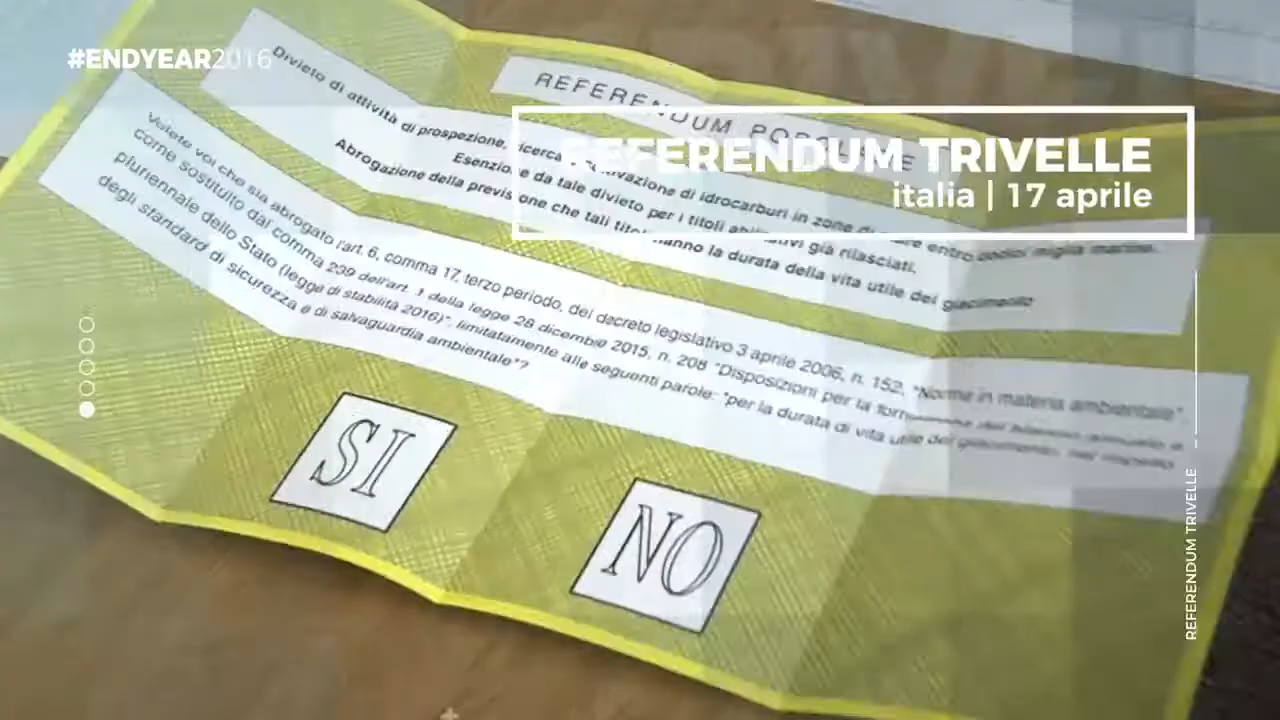 #ENDYEAR2016
REFERENDUM POPOLARE
REFERENDUM TRIVELLE
italia | 17 aprile
Divieto di attività di prospezione, ricerca coltivazione di idrocarburi in zone di mare entro dodici miglia marine.
Esenzione da tale divieto per i titoli abilitativi già rilasciati.
Abrogazione della previsione che tali titoli hanno la durata della vita utile del giacimento
Volete voi che sia abrogato l'art. 6, comma 17, terzo periodo, del decreto legislativo 3 aprile 2006, n. 152, "Norme in materia ambientale",
come sostituito dal comma 239 dell'art. 1 della legge 28 dicembre 2015, n. 208 "Disposizioni per la formazione del bilancio annuale e
pluriennale dello Stato (legge di stabilità 2016)", limitatamente alle seguenti parole: "per la durata di vita utile del giacimento, nel rispetto
degli standard di sicurezza e di salvaguardia ambientale"?
SI
NO
REFERENDUM TRIVELLE